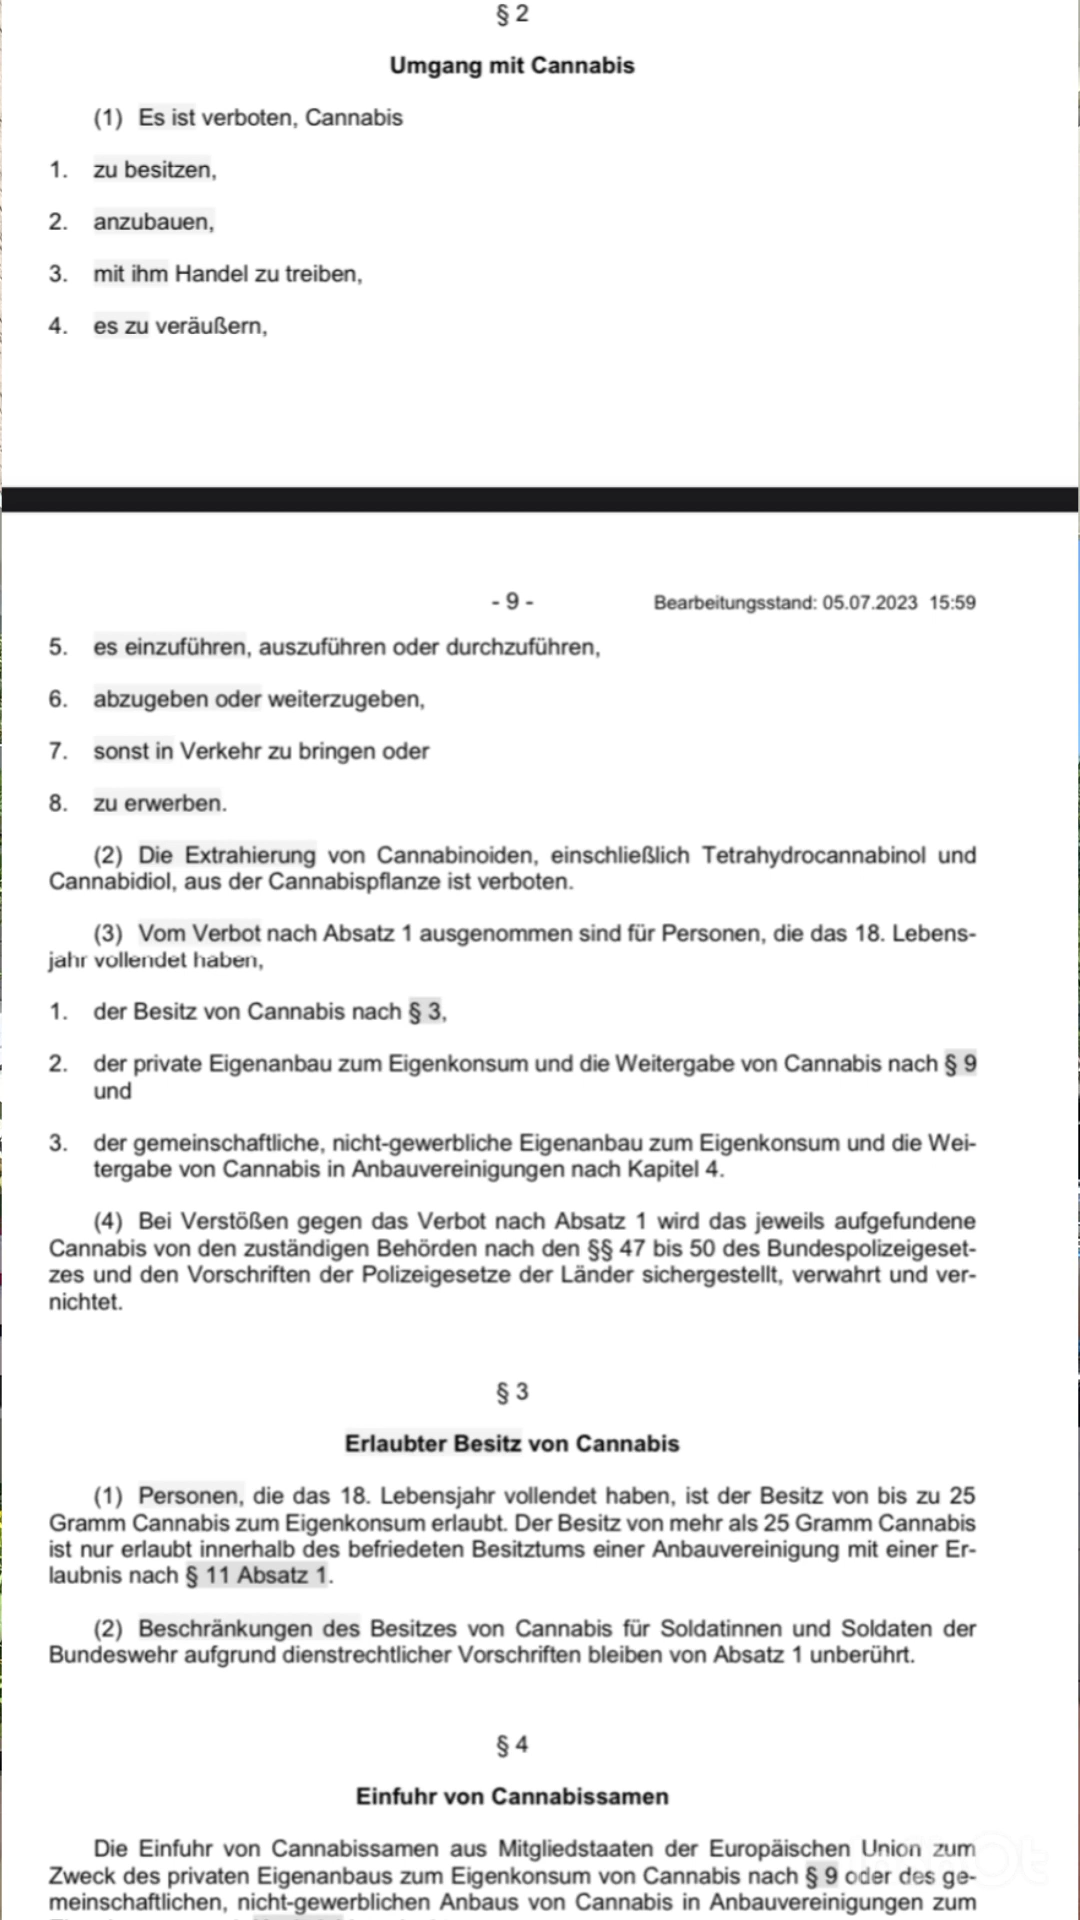 § 2
Umgang mit Cannabis
(1) Es ist verboten, Cannabis
1. zu besitzen,
2. anzubauen,
3. mit ihm Handel zu treiben,
4. es zu veräußern,
- 9 - Bearbeitungsstand: 05.07.2023 15:59
5. es einzuführen, auszuführen oder durchzuführen,
6. abzugeben oder weiterzugeben,
7. sonst in Verkehr zu bringen oder
8. zu erwerben.
(2) Die Extrahierung von Cannabinoiden, einschließlich Tetrahydrocannabinol und
Cannabidiol, aus der Cannabispflanze ist verboten.
(3) Vom Verbot nach Absatz 1 ausgenommen sind für Personen, die das 18. Lebens-
jahr vollendet haben,
1. der Besitz von Cannabis nach § 3,
2. der private Eigenanbau zum Eigenkonsum und die Weitergabe von Cannabis nach § 9
und
3. der gemeinschaftliche, nicht-gewerbliche Eigenanbau zum Eigenkonsum und die Wei-
tergabe von Cannabis in Anbauvereinigungen nach Kapitel 4.
(4) Bei Verstößen gegen das Verbot nach Absatz 1 wird das jeweils aufgefundene
Cannabis von den zuständigen Behörden nach den §§ 47 bis 50 des Bundespolizeigeset-
zes und den Vorschriften der Polizeigesetze der Länder sichergestellt, verwahrt und ver-
nichtet.
§ 3
Erlaubter Besitz von Cannabis
(1) Personen, die das 18. Lebensjahr vollendet haben, ist der Besitz von bis zu 25
Gramm Cannabis zum Eigenkonsum erlaubt. Der Besitz von mehr als 25 Gramm Cannabis
ist nur erlaubt innerhalb des befriedeten Besitztums einer Anbauvereinigung mit einer Er-
laubnis nach § 11 Absatz 1.
(2) Beschränkungen des Besitzes von Cannabis für Soldatinnen und Soldaten der
Bundeswehr aufgrund dienstrechtlicher Vorschriften bleiben von Absatz 1 unberührt.
§ 4
Einfuhr von Cannabissamen
Die Einfuhr von Cannabissamen aus Mitgliedstaaten der Europäischen Union zum
Zweck des privaten Eigenanbaus zum Eigenkonsum von Cannabis nach § 9 oder des ge-
meinschaftlichen, nicht-gewerblichen Anbaus von Cannabis in Anbauvereinigungen zum